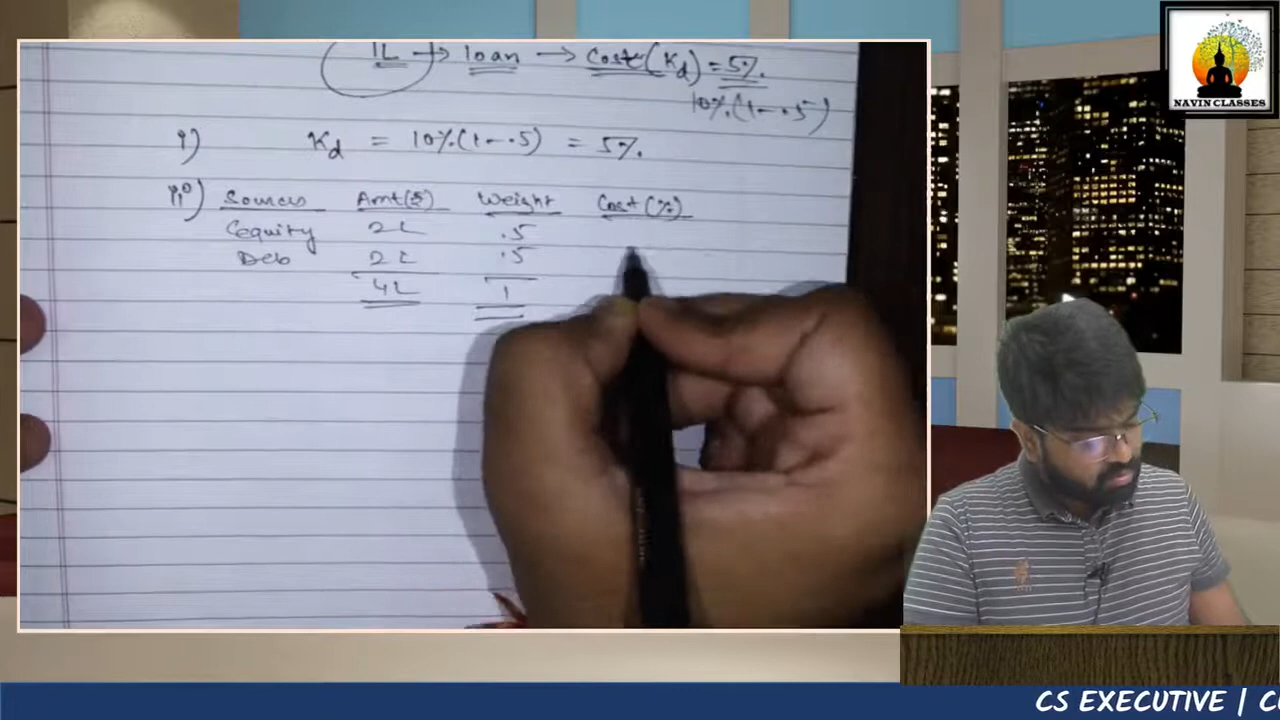 1L → loan → Cost (Kd) = 5%.
10%(1-.5)
i) Kd = 10%(1-.5) = 5%.
ii) Sources Amt(₹) Weight Cost (%)
Equity 2L .5
Deb 2L .5
4L 1
NAVIN CLASSES
CS EXECUTIVE |